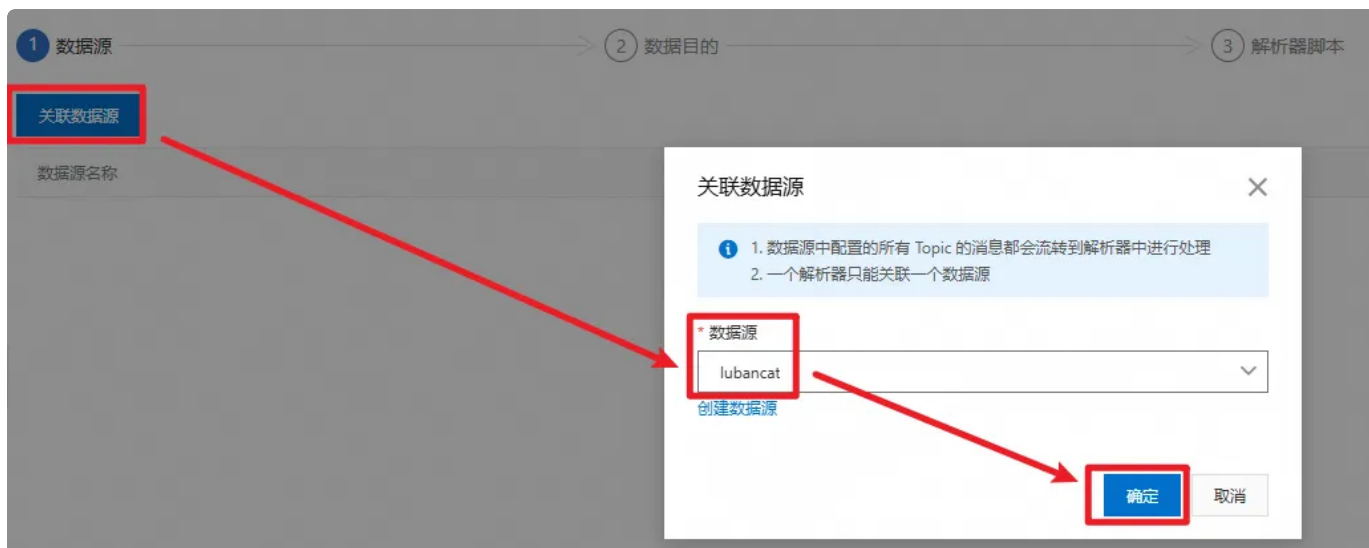 1 数据源
2 数据目的
3 解析器脚本
关联数据源
数据源名称
关联数据源
1. 数据源中配置的所有 Topic 的消息都会流转到解析器中进行处理
2. 一个解析器只能关联一个数据源
* 数据源
lubancat
创建数据源
确定
取消